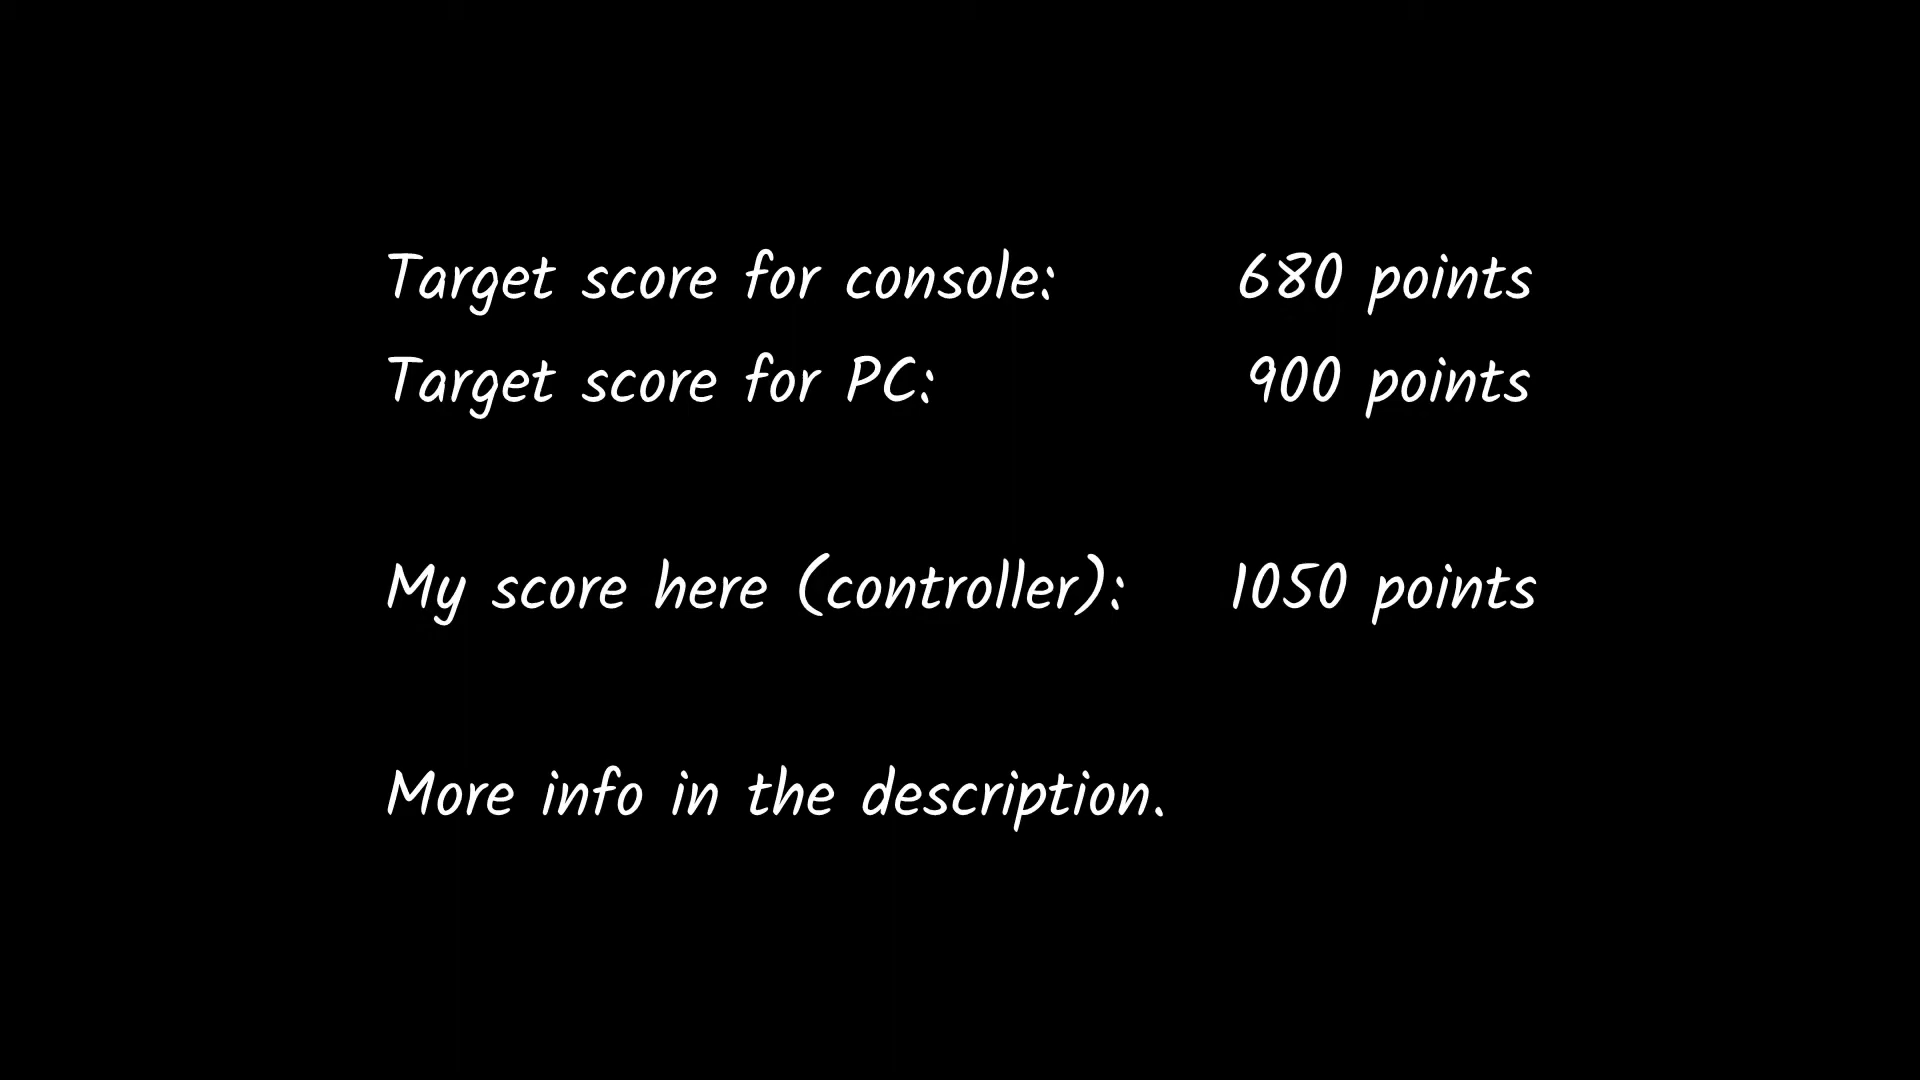 Target score for console: 680 points
Target score for PC: 900 points
My score here (controller): 1050 points
More info in the description.